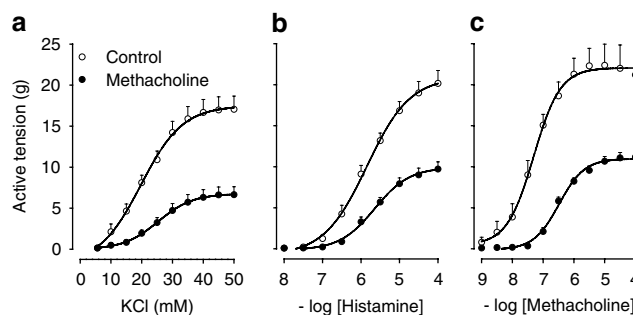 a
b
c
25
20
15
10
5
0
Active tension (g)
Control
Methacholine
0 10 20 30 40 50
KCl (mM)
8 7 6 5 4
- log [Histamine]
9 8 7 6 5 4
-log [Methacholine]